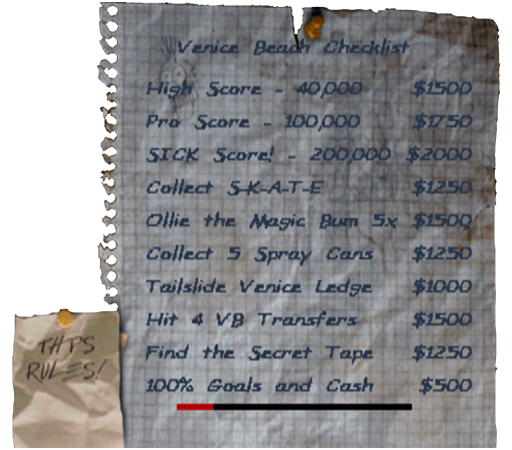 Venice Beach Checklist
High Score - 40,000 $1500
Pro Score - 100,000 $1750
SICK Score! - 200,000 $2000
Collect S-K-A-T-E $1250
Ollie the Magic Bum 5x $1500
Collect 5 Spray Cans $1250
Tailslide Venice Ledge $1000
Hit 4 VB Transfers $1500
Find the Secret Tape $1250
100% Goals and Cash $500
THPS
RULES!